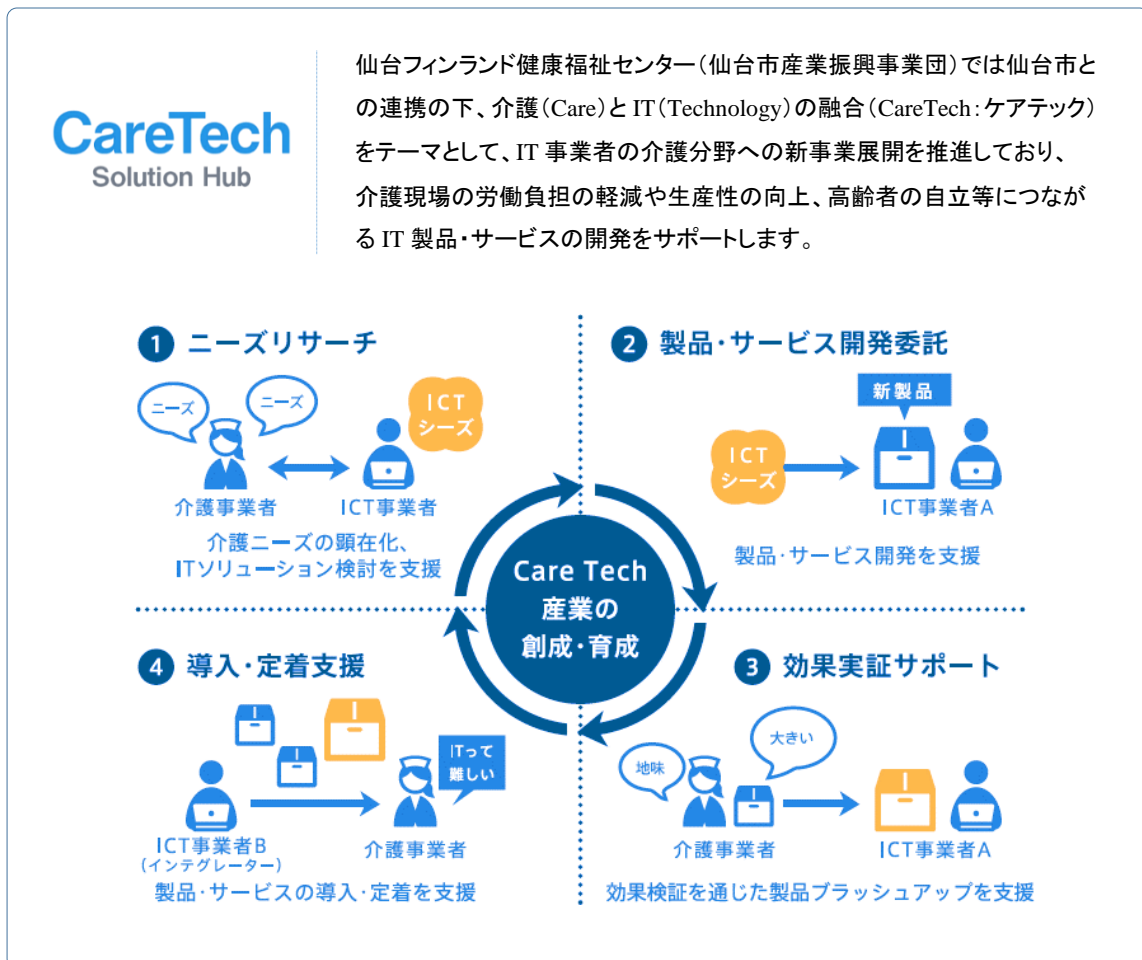 CareTech
Solution Hub
仙台フィンランド健康福祉センター(仙台市産業振興事業団)では仙台市と
の連携の下、介護(Care)とIT(Technology)の融合(CareTech:ケアテック)
をテーマとして、IT 事業者の介護分野への新事業展開を推進しており、
介護現場の労働負担の軽減や生産性の向上、高齢者の自立等につなが
る IT 製品・サービスの開発をサポートします。
1 ニーズリサーチ
ニーズ
ニーズ
ICT
シーズ
介護事業者
ICT事業者
介護ニーズの顕在化、
ITソリューション検討を支援
2 製品・サービス開発委託
新製品
ICT
シーズ
ICT事業者A
製品・サービス開発を支援
Care Tech
産業の
創成・育成
4 導入・定着支援
ITって
難しい
ICT事業者B
(インテグレーター)
介護事業者
製品・サービスの導入・定着を支援
3 効果実証サポート
地味
大きい
介護事業者
ICT事業者A
効果検証を通じた製品ブラッシュアップを支援